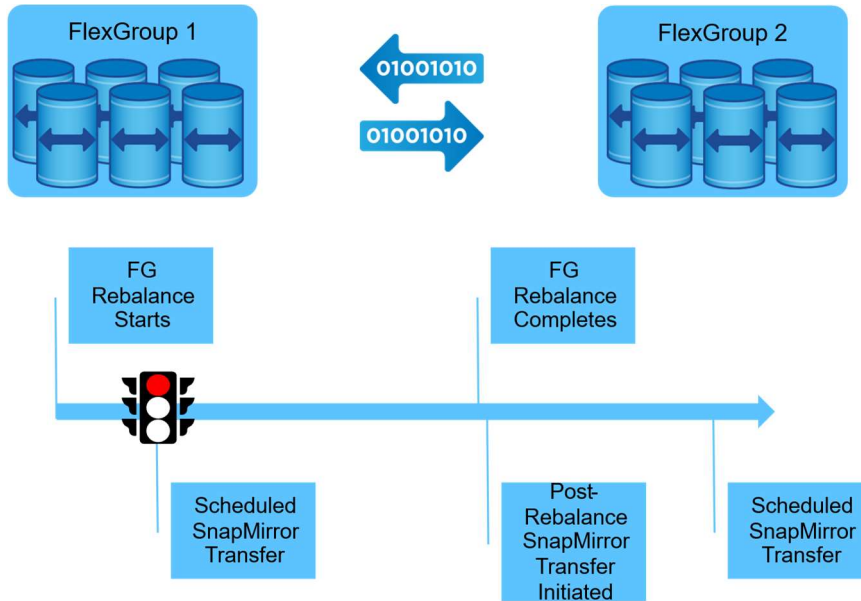 FlexGroup 1
FlexGroup 2
01001010
01001010
FG
Rebalance
Starts
FG
Rebalance
Completes
Scheduled
SnapMirror
Transfer
Post-
Rebalance
SnapMirror
Transfer
Initiated
Scheduled
SnapMirror
Transfer